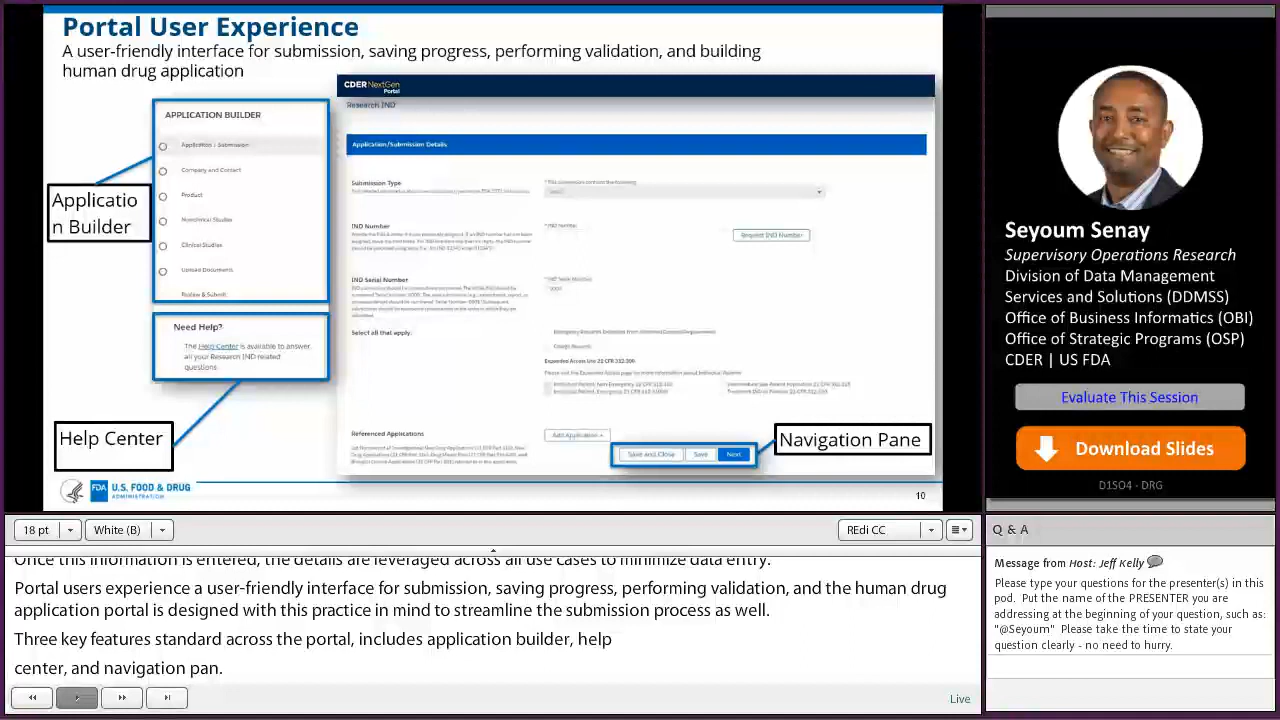 Portal User Experience
A user-friendly interface for submission, saving progress, performing validation, and building
human drug application
APPLICATION BUILDER
Application / Submission
Company and Contact
Product
Nonclinical Studies
Clinical Studies
Upload Documents
Review & Submit
Applicatio
n Builder
Need Help?
The Help Center is available to answer
all your Research IND related
questions.
Help Center
CDER NextGen
Portal
Research IND
Application/Submission Details
Submission Type
IND Number
Request IND Number
IND Serial Number
Select all that apply:
Referenced Applications
Add Application +
Save and Close
Save
Next
Navigation Pane
FDA
U.S. FOOD & DRUG
ADMINISTRATION
10
Seyoum Senay
Supervisory Operations Research
Division of Data Management
Services & Solutions (DDMSS)
Office of Business Informatics (OBI)
Office of Strategic Programs (OSP)
CDER | US FDA
Evaluate This Session
Download Slides
D1SO4 - DRG
18 pt
White (B)
REdi CC
Once this information is entered, the details are leveraged across all use cases to minimize data entry.
Portal users experience a user-friendly interface for submission, saving progress, performing validation, and the human drug
application portal is designed with this practice in mind to streamline the submission process as well.
Three key features standard across the portal, includes application builder, help
center, and navigation pan.
Live
Q & A
Message from Host: Jeff Kelly
Please type your questions for the presenter(s) in this
pod. Put the name of the PRESENTER you are
addressing at the beginning of your question, such as:
"@Seyoum" Please take the time to state your
question clearly - no need to hurry.